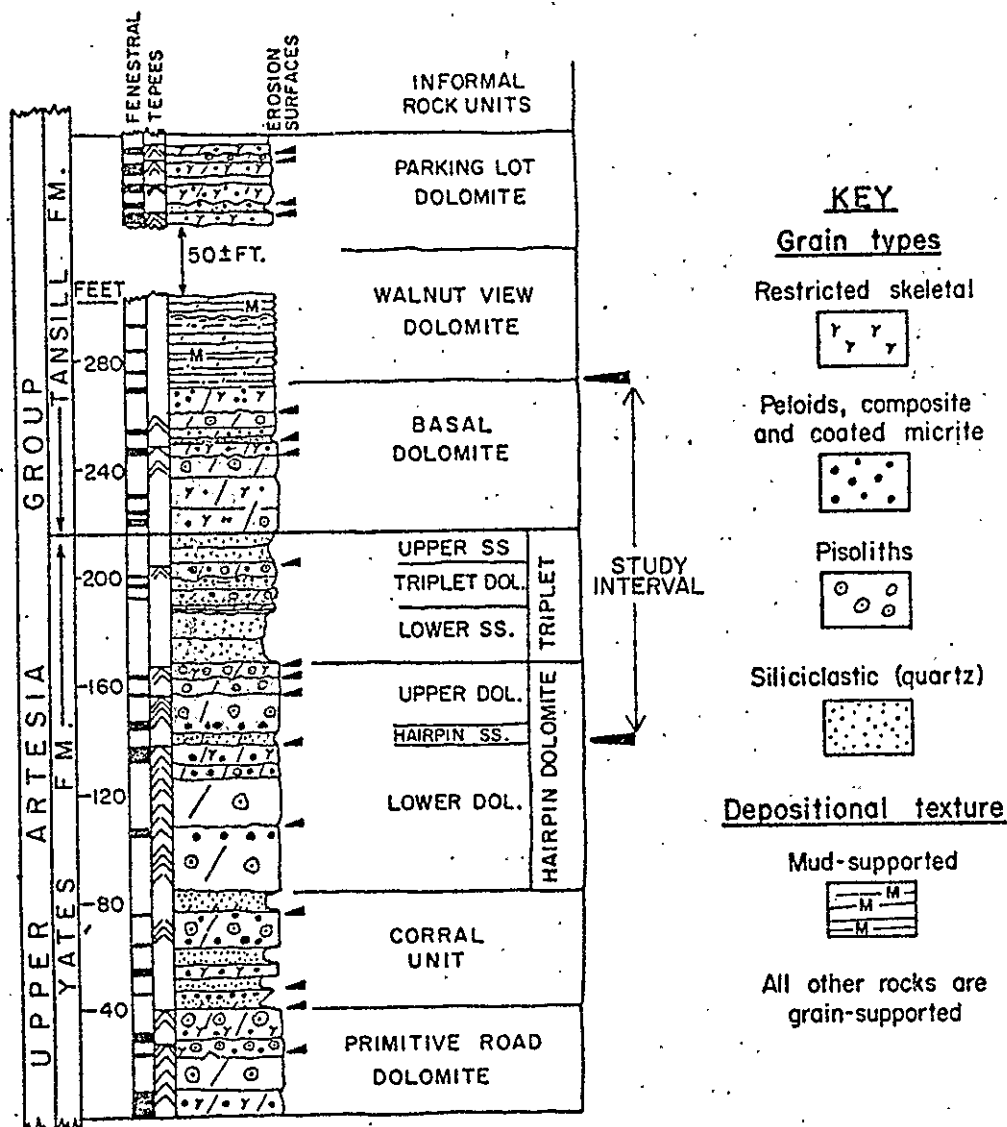 FENESTRAL
TEPEES
EROSION
SURFACES
INFORMAL
ROCK UNITS
UPPER ARTESIA GROUP
YATES FM.
TANSILL FM.
FEET
50±FT.
280
240
200
160
120
80
40
M
M
PARKING LOT
DOLOMITE
WALNUT VIEW
DOLOMITE
BASAL
DOLOMITE
UPPER SS
TRIPLET DOL.
LOWER SS.
TRIPLET
UPPER DOL.
HAIRPIN SS.
LOWER DOL.
HAIRPIN DOLOMITE
CORRAL
UNIT
PRIMITIVE ROAD
DOLOMITE
STUDY
INTERVAL
KEY
Grain types
Restricted skeletal
Peloids, composite
and coated micrite
Pisoliths
Siliciclastic (quartz)
Depositional texture
Mud-supported
M
M
M
All other rocks are
grain-supported